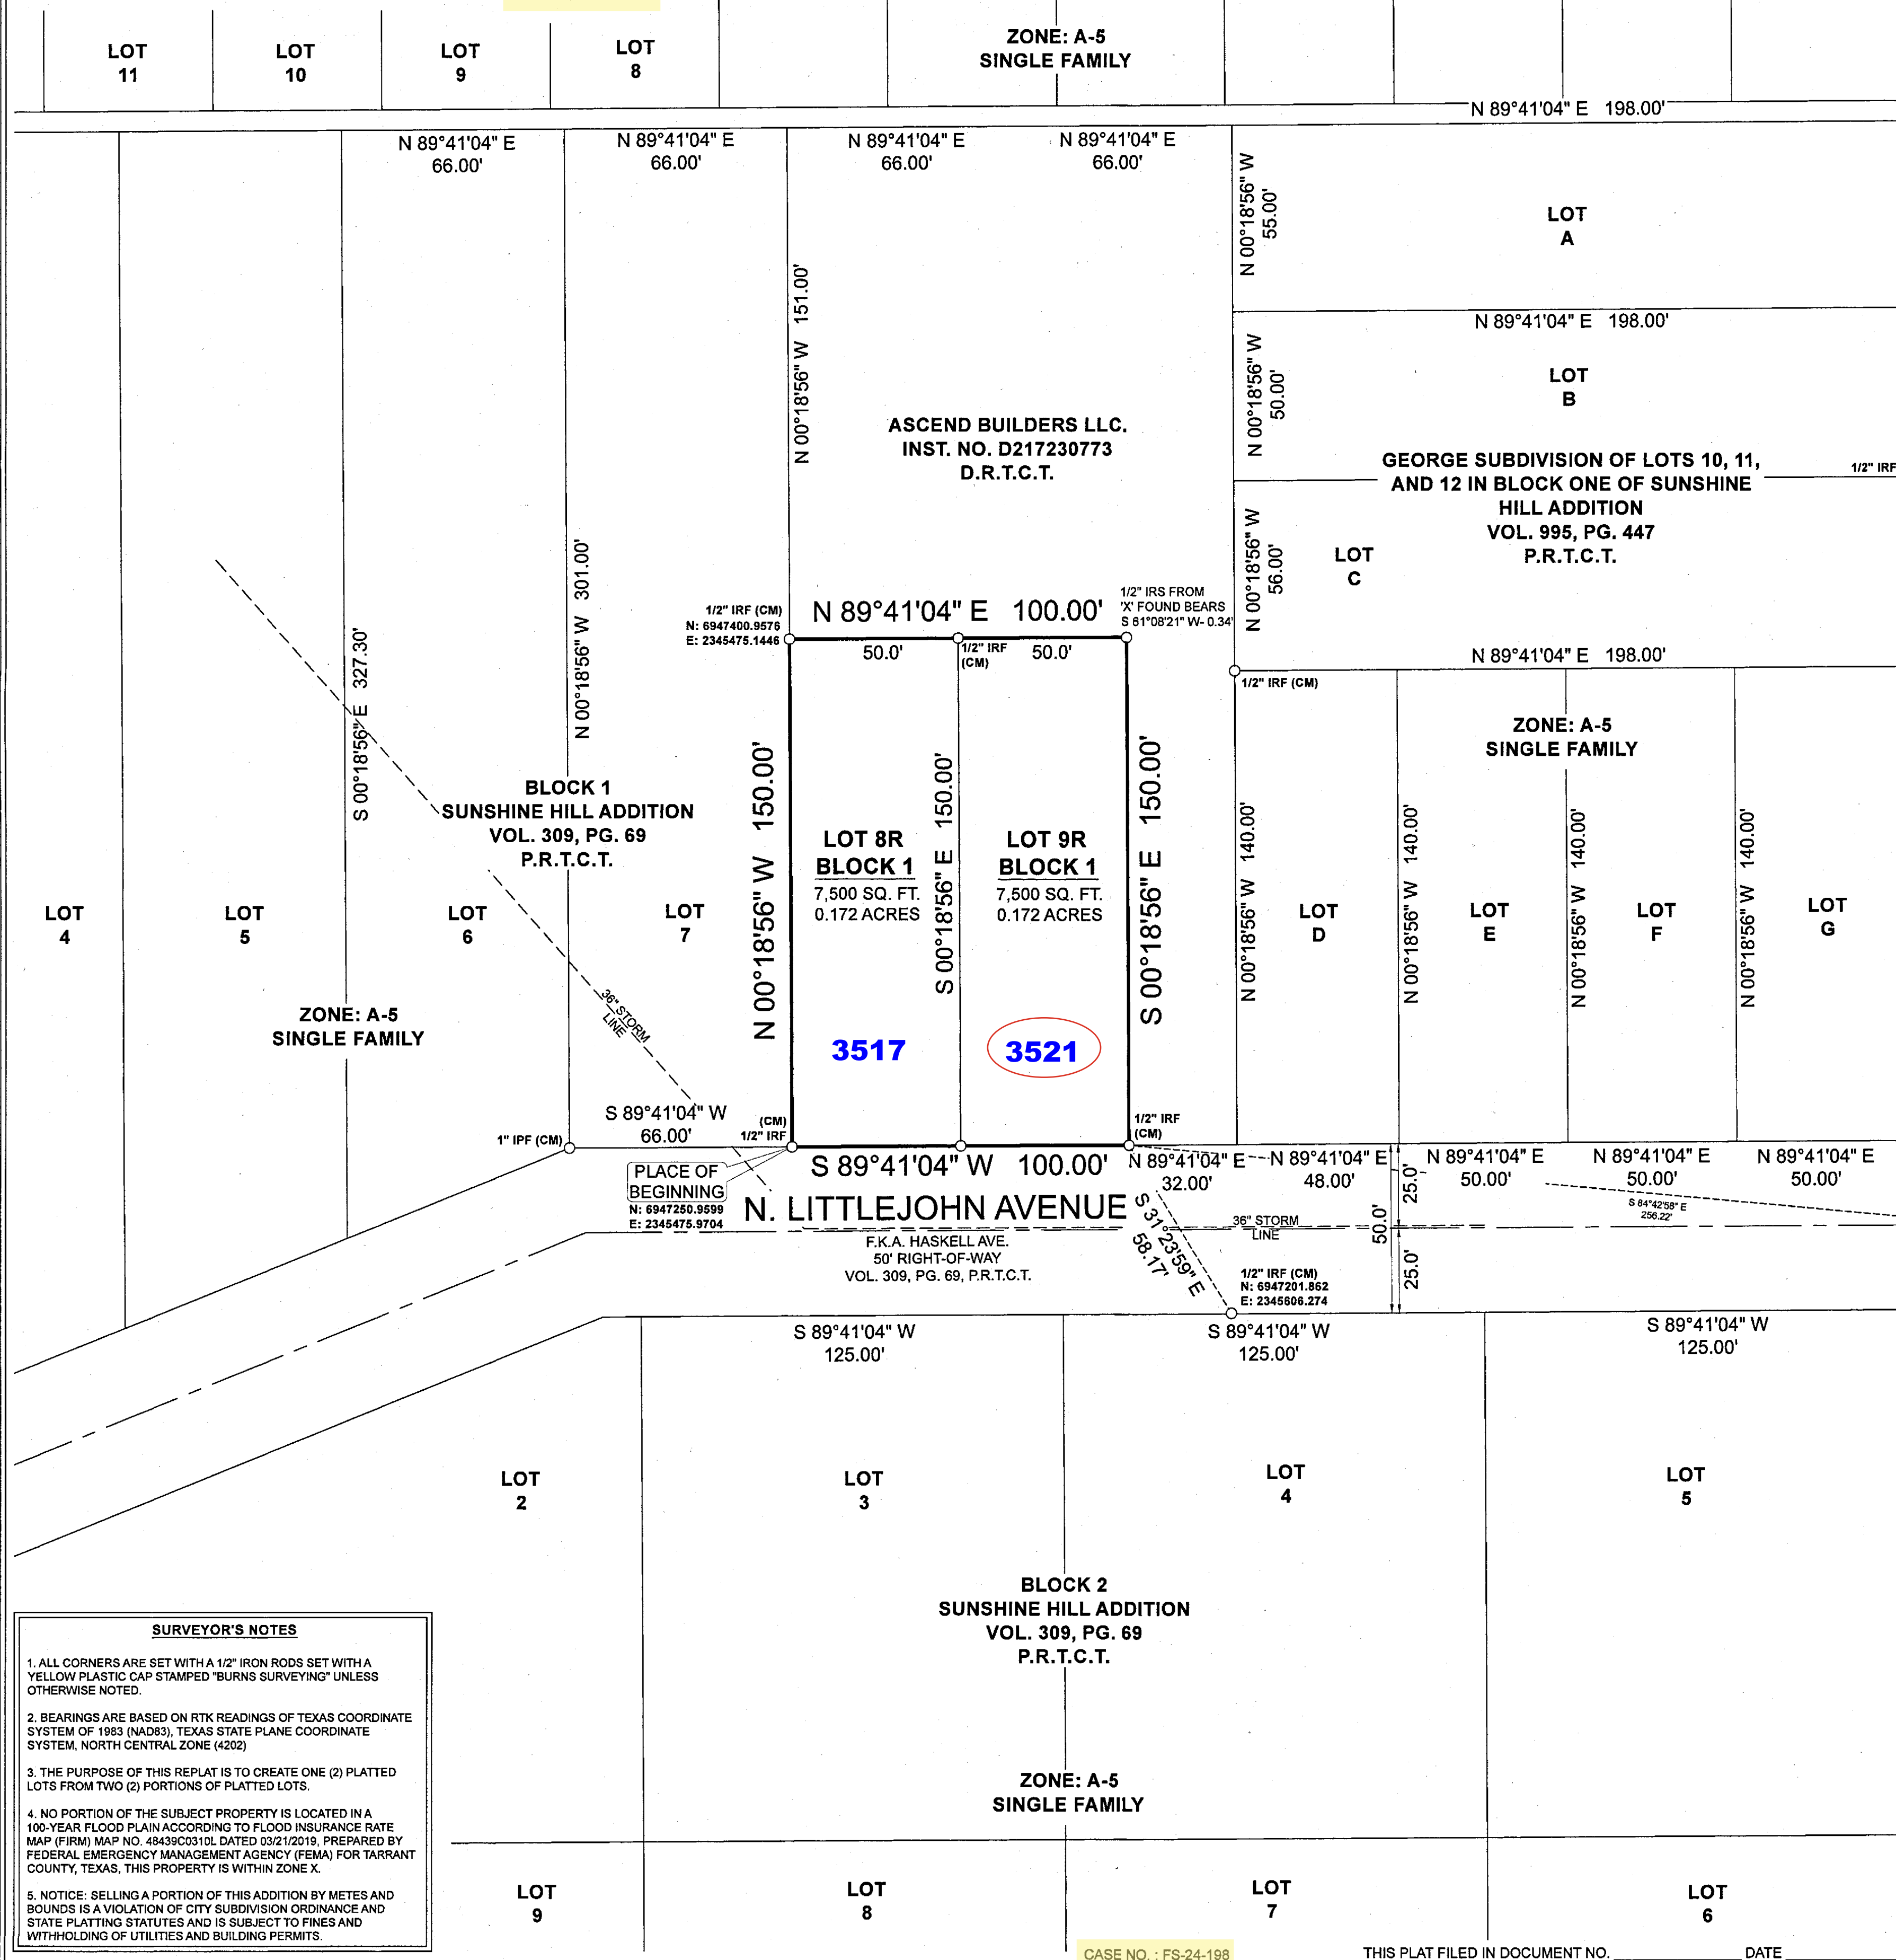 LOT
11
LOT
10
LOT
9
LOT
8
ZONE: A-5
SINGLE FAMILY
N 89°41'04" E 198.00'
N 89°41'04" E
66.00'
N 89°41'04" E
66.00'
N 89°41'04" E
66.00'
N 89°41'04" E
66.00'
N 00°18'56" W
55.00'
LOT
A
N 89°41'04" E 198.00'
N 00°18'56" W 151.00'
N 00°18'56" W
50.00'
LOT
B
ASCEND BUILDERS LLC.
INST. NO. D217230773
D.R.T.C.T.
GEORGE SUBDIVISION OF LOTS 10, 11,
AND 12 IN BLOCK ONE OF SUNSHINE
HILL ADDITION
VOL. 995, PG. 447
P.R.T.C.T.
1/2" IRF
N 00°18'56" W
56.00'
LOT
C
N 00°18'56" W 301.00'
S 00°18'56" E 327.30'
1/2" IRF (CM)
N: 6947400.9576
E: 2345475.1446
N 89°41'04" E 100.00'
1/2" IRS FROM
'X' FOUND BEARS
S 61°08'21" W- 0.34'
50.0'
1/2" IRF
(CM)
50.0'
N 89°41'04" E 198.00'
1/2" IRF (CM)
ZONE: A-5
SINGLE FAMILY
BLOCK 1
SUNSHINE HILL ADDITION
VOL. 309, PG. 69
P.R.T.C.T.
N 00°18'56" W 150.00'
LOT 8R
BLOCK 1
7,500 SQ. FT.
0.172 ACRES
S 00°18'56" E 150.00'
LOT 9R
BLOCK 1
7,500 SQ. FT.
0.172 ACRES
S 00°18'56" E 150.00'
N 00°18'56" W 140.00'
N 00°18'56" W 140.00'
N 00°18'56" W 140.00'
N 00°18'56" W 140.00'
LOT
4
LOT
5
LOT
6
LOT
7
LOT
D
LOT
E
LOT
F
LOT
G
ZONE: A-5
SINGLE FAMILY
36" STORM
LINE
3517
3521
1" IPF (CM)
S 89°41'04" W
66.00'
(CM)
1/2" IRF
1/2" IRF
(CM)
PLACE OF
BEGINNING
N: 6947250.9599
E: 2345475.9704
S 89°41'04" W 100.00'
N 89°41'04" E
32.00'
N 89°41'04" E
48.00'
N 89°41'04" E
50.00'
N 89°41'04" E
50.00'
N 89°41'04" E
50.00'
25.0'
50.0'
25.0'
S 84°42'58" E
256.22'
N. LITTLEJOHN AVENUE
F.K.A. HASKELL AVE.
50' RIGHT-OF-WAY
VOL. 309, PG. 69, P.R.T.C.T.
S 31°23'59" E
58.17'
36" STORM
LINE
1/2" IRF (CM)
N: 6947201.862
E: 2345606.274
S 89°41'04" W
125.00'
S 89°41'04" W
125.00'
S 89°41'04" W
125.00'
LOT
2
LOT
3
LOT
4
LOT
5
BLOCK 2
SUNSHINE HILL ADDITION
VOL. 309, PG. 69
P.R.T.C.T.
ZONE: A-5
SINGLE FAMILY
SURVEYOR'S NOTES
1. ALL CORNERS ARE SET WITH A 1/2" IRON RODS SET WITH A
YELLOW PLASTIC CAP STAMPED "BURNS SURVEYING" UNLESS
OTHERWISE NOTED.
2. BEARINGS ARE BASED ON RTK READINGS OF TEXAS COORDINATE
SYSTEM OF 1983 (NAD83), TEXAS STATE PLANE COORDINATE
SYSTEM, NORTH CENTRAL ZONE (4202)
3. THE PURPOSE OF THIS REPLAT IS TO CREATE ONE (2) PLATTED
LOTS FROM TWO (2) PORTIONS OF PLATTED LOTS.
4. NO PORTION OF THE SUBJECT PROPERTY IS LOCATED IN A
100-YEAR FLOOD PLAIN ACCORDING TO FLOOD INSURANCE RATE
MAP (FIRM) MAP NO. 48439C0310L DATED 03/21/2019, PREPARED BY
FEDERAL EMERGENCY MANAGEMENT AGENCY (FEMA) FOR TARRANT
COUNTY, TEXAS, THIS PROPERTY IS WITHIN ZONE X.
5. NOTICE: SELLING A PORTION OF THIS ADDITION BY METES AND
BOUNDS IS A VIOLATION OF CITY SUBDIVISION ORDINANCE AND
STATE PLATTING STATUTES AND IS SUBJECT TO FINES AND
WITHHOLDING OF UTILITIES AND BUILDING PERMITS.
LOT
9
LOT
8
LOT
7
LOT
6
CASE NO. : FS-24-198
THIS PLAT FILED IN DOCUMENT NO. DATE